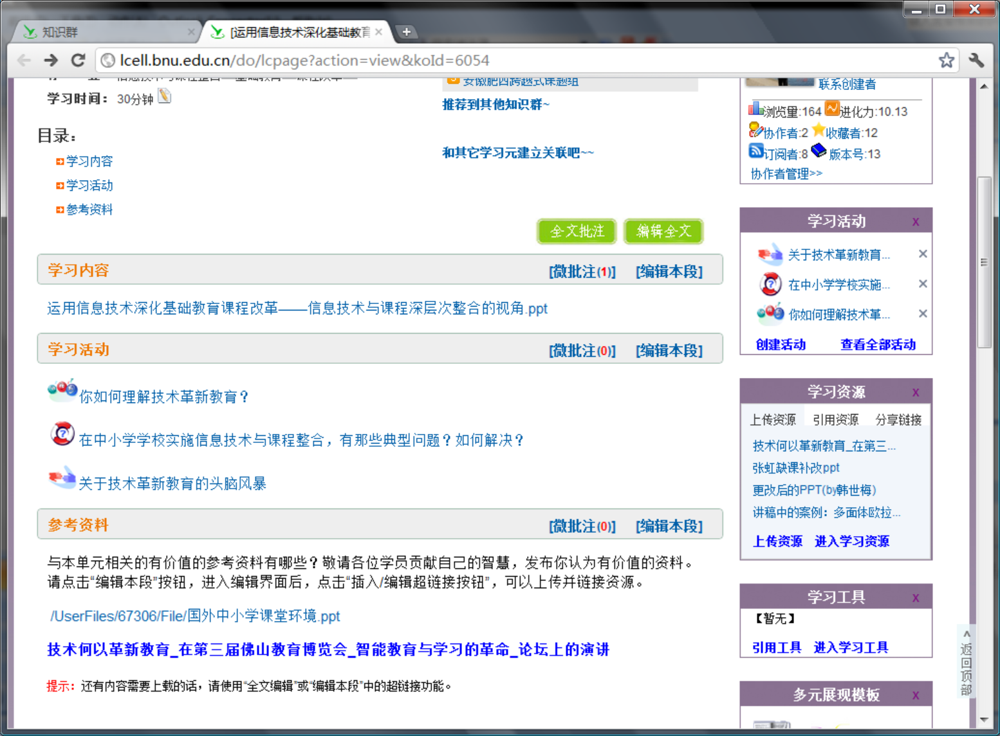 知识群
[运用信息技术深化基础教育
lcell.bnu.edu.cn/do/lcpage?action=view&koId=6054
学习时间： 30分钟
目录：
学习内容
学习活动
参考资料
安徽肥西跨越式课题组
推荐到其他知识群~
和其它学习元建立关联吧~~
全文批注 编辑全文
学习内容 [微批注(1)] [编辑本段]
运用信息技术深化基础教育课程改革——信息技术与课程深层次整合的视角.ppt
学习活动 [微批注(0)] [编辑本段]
你如何理解技术革新教育？
在中小学学校实施信息技术与课程整合，有那些典型问题？如何解决？
关于技术革新教育的头脑风暴
参考资料 [微批注(0)] [编辑本段]
与本单元相关的有价值的参考资料有哪些？敬请各位学员贡献自己的智慧，发布你认为有价值的资料。
请点击“编辑本段”按钮，进入编辑界面后，点击“插入/编辑超链接按钮”，可以上传并链接资源。
/UserFiles/67306/File/国外中小学课堂环境.ppt
技术何以革新教育_在第三届佛山教育博览会_智能教育与学习的革命_论坛上的演讲
提示：还有内容需要上载的话，请使用“全文编辑”或“编辑本段”中的超链接功能。
联系创建者
浏览量:164 进化力:10.13
协作者:2 收藏者:12
订阅者:8 版本号:13
协作者管理>>
学习活动 x
关于技术革新教育...
在中小学学校实施...
你如何理解技术革...
创建活动 查看全部活动
学习资源 x
上传资源 引用资源 分享链接
技术何以革新教育_在第三...
张虹缺课补改ppt
更改后的PPT(by韩世梅)
讲稿中的案例：多面体欧拉...
上传资源 进入学习资源
学习工具 x
【暂无】
引用工具 进入学习工具
多元展现模板 x
返回顶部